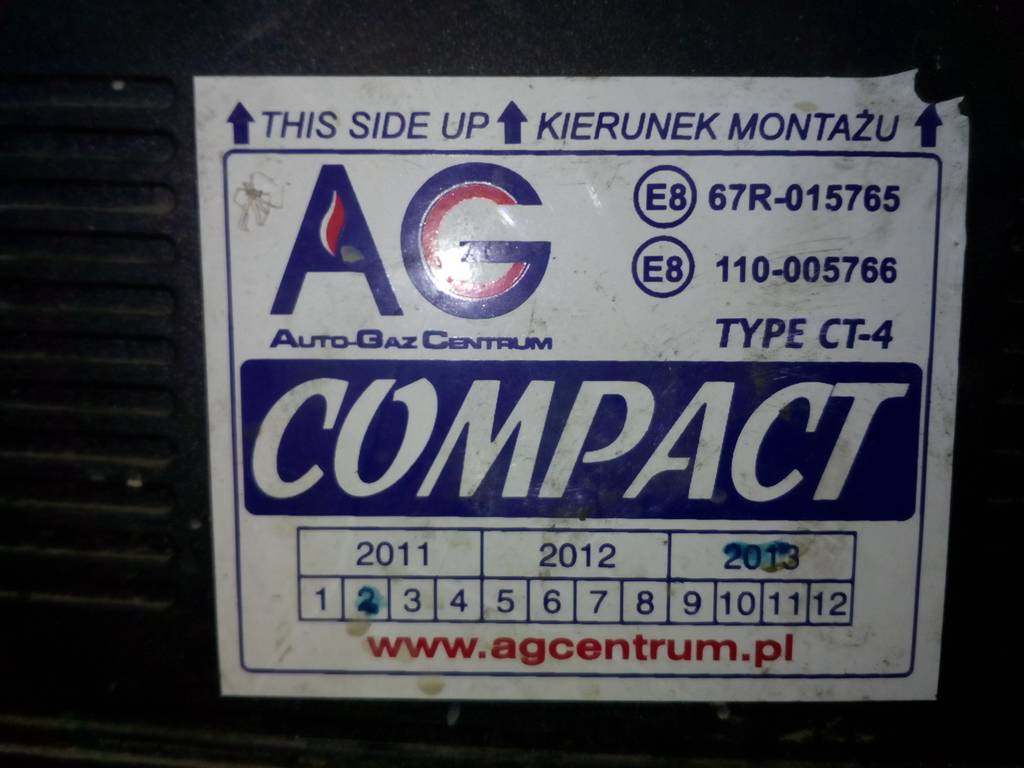 THIS SIDE UP KIERUNEK MONTAŻU
AG
AUTO-GAZ CENTRUM
E8 67R-015765
E8 110-005766
TYPE CT-4
COMPACT
2011 2012 2013
1 2 3 4 5 6 7 8 9 10 11 12
www.agcentrum.pl